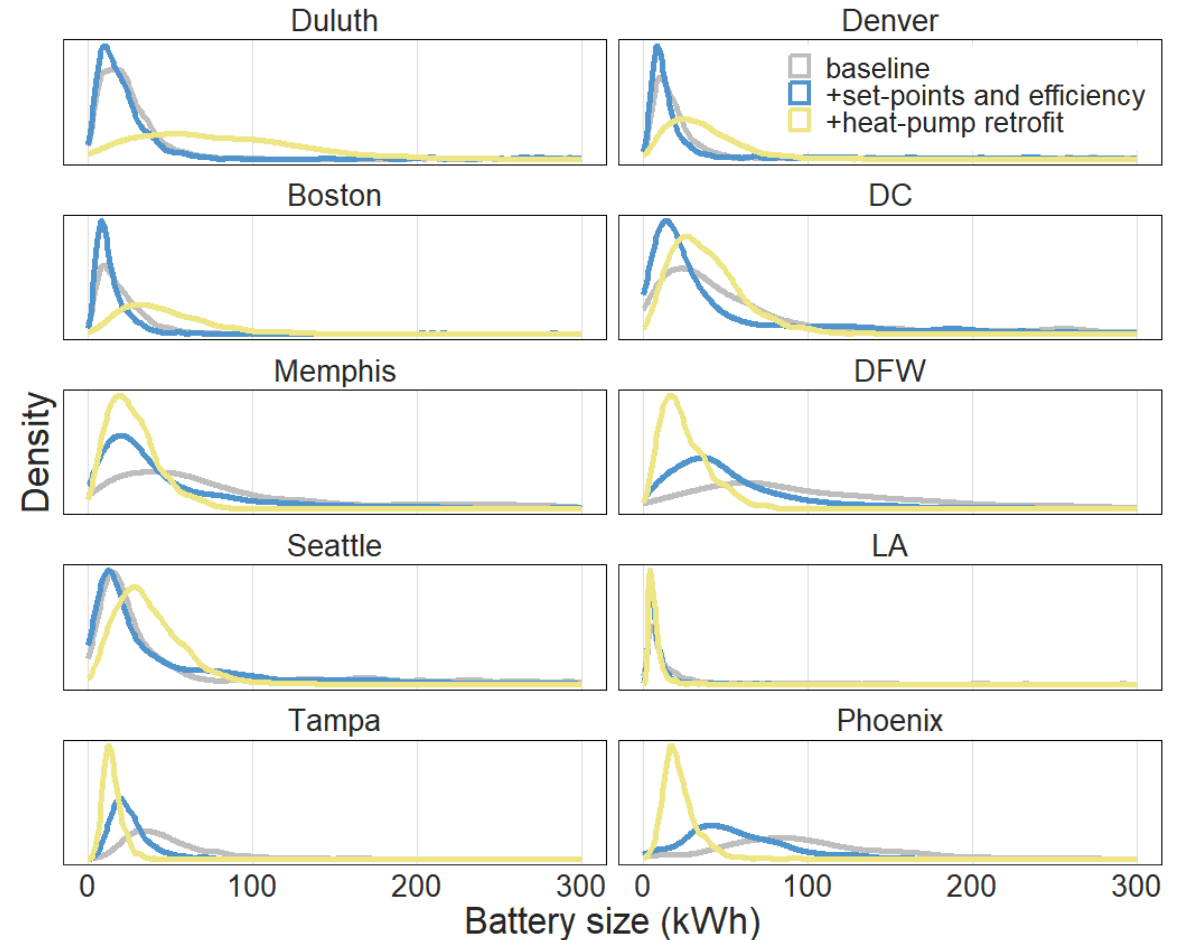 Duluth
Denver
baseline
+set-points and efficiency
+heat-pump retrofit
Boston
DC
Memphis
DFW
Density
Seattle
LA
Tampa
Phoenix
0 100 200 300
0 100 200 300
Battery size (kWh)